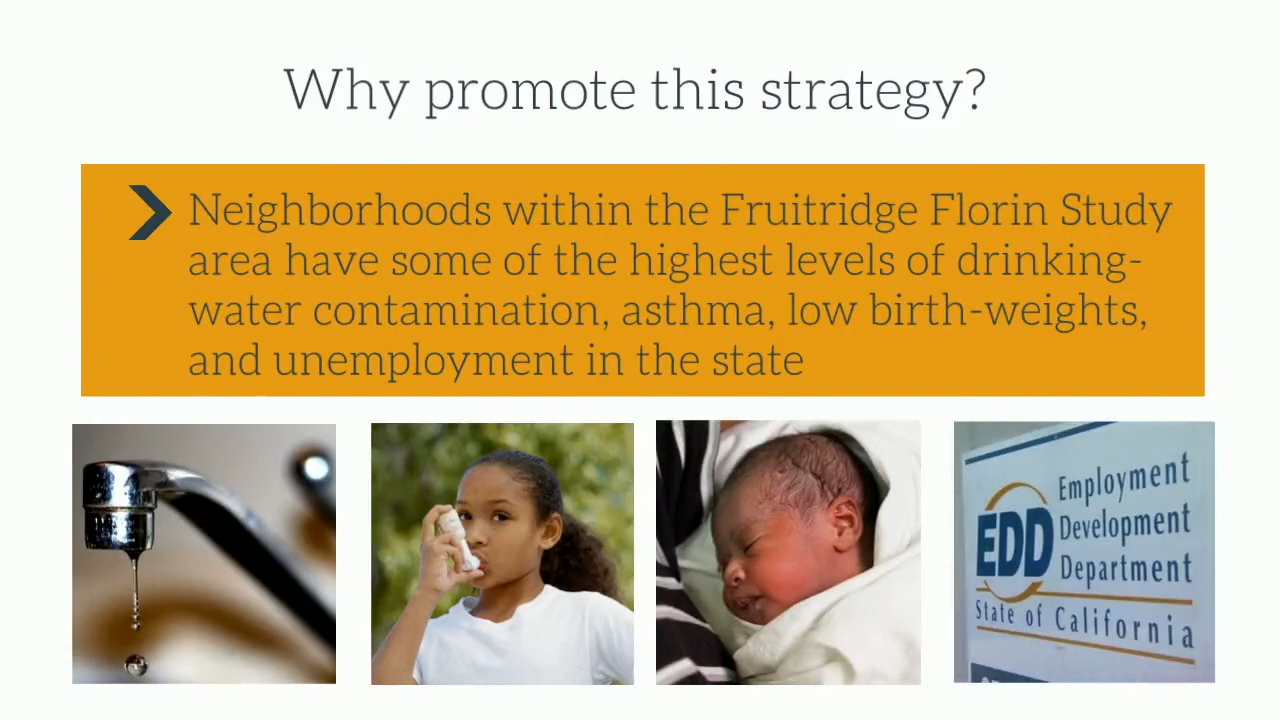 Why promote this strategy?
Neighborhoods within the Fruitridge Florin Study
area have some of the highest levels of drinking-
water contamination, asthma, low birth-weights,
and unemployment in the state
EDD
Employment
Development
Department
State of California